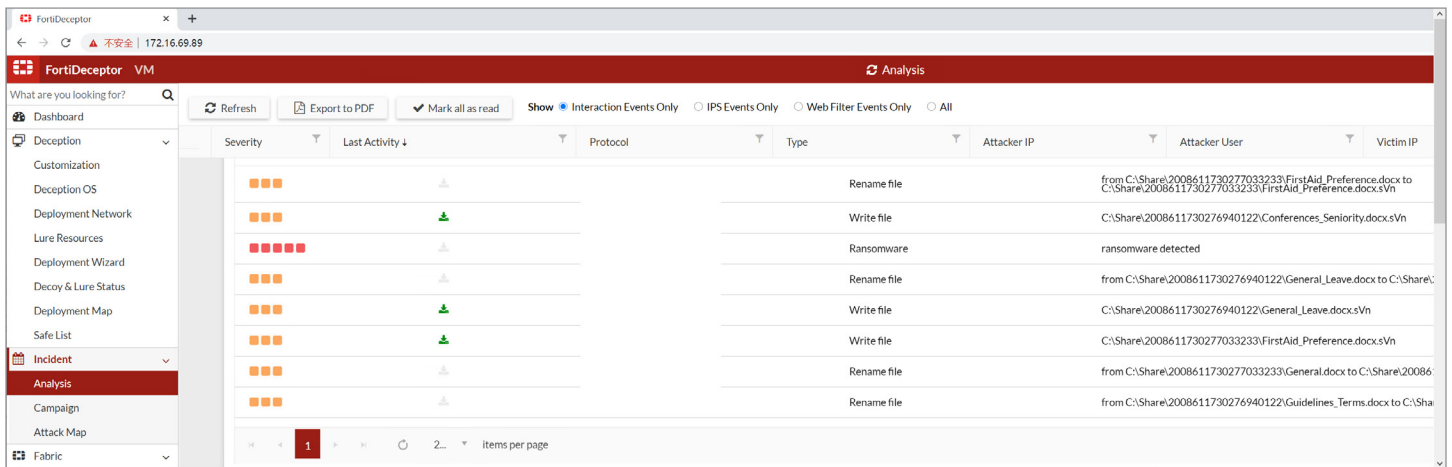 FortiDeceptor × +
不安全 | 172.16.69.89
FortiDeceptor VM
Analysis
What are you looking for?
Refresh Export to PDF Mark all as read Show Interaction Events Only IPS Events Only Web Filter Events Only All
Dashboard
Deception
Customization
Deception OS
Deployment Network
Lure Resources
Deployment Wizard
Decoy & Lure Status
Deployment Map
Safe List
Incident
Analysis
Campaign
Attack Map
Fabric
Severity Last Activity ↓ Protocol Type Attacker IP Attacker User Victim IP
Rename file
from C:\Share\2008611730277033233\FirstAid_Preference.docx to
C:\Share\2008611730277033233\FirstAid_Preference.docx.sVn
Write file C:\Share\2008611730276940122\Conferences_Seniority.docx.sVn
Ransomware ransomware detected
Rename file from C:\Share\2008611730276940122\General_Leave.docx to C:\Share\
Write file C:\Share\2008611730276940122\General_Leave.docx.sVn
Write file C:\Share\2008611730277033233\FirstAid_Preference.docx.sVn
Rename file from C:\Share\2008611730277033233\General.docx to C:\Share\20086
Rename file from C:\Share\2008611730276940122\Guidelines_Terms.docx to C:\Sha
1 2... items per page